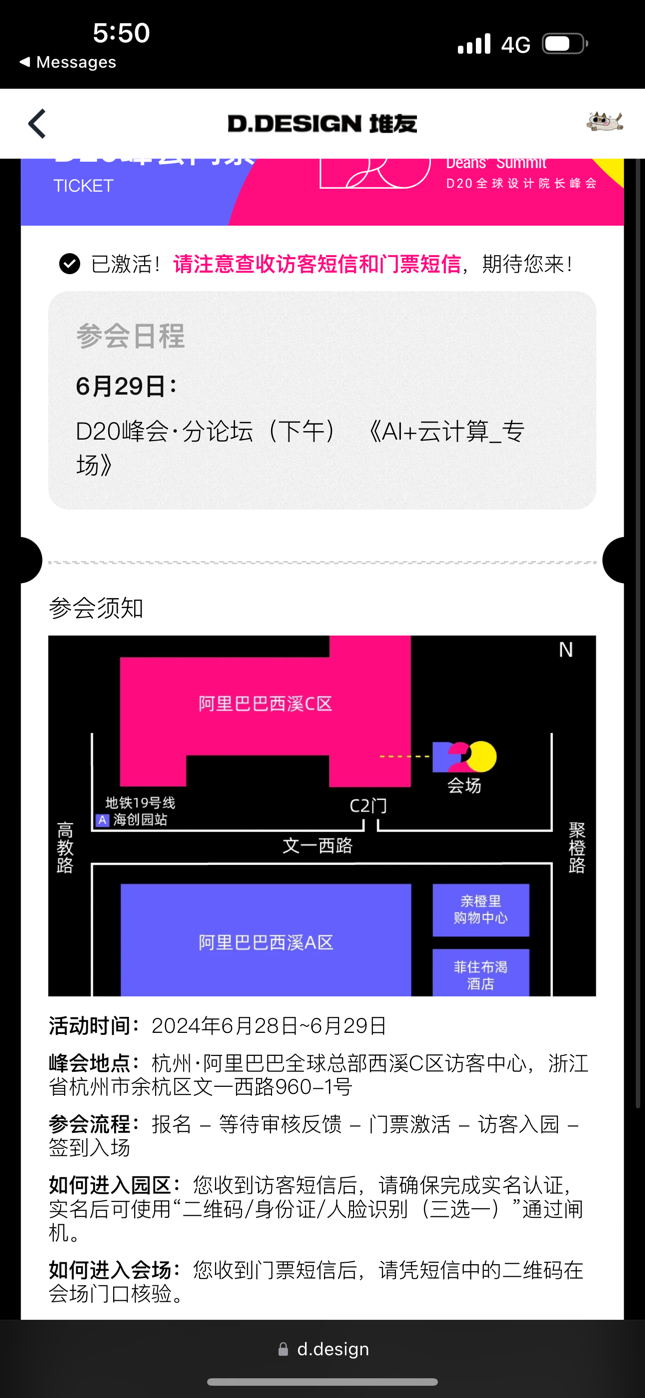 5:50
4G
◀ Messages
D.DESIGN 堆友
D20峰会门票
TICKET
Deans' Summit
D20全球设计院长峰会
已激活！请注意查收访客短信和门票短信，期待您来！
参会日程
6月29日：
D20峰会·分论坛（下午） 《AI+云计算_专
场》
参会须知
N
阿里巴巴西溪C区
会场
地铁19号线
A 海创园站
C2门
高教路
文一西路
聚橙路
亲橙里
购物中心
阿里巴巴西溪A区
菲住布渴
酒店
活动时间：2024年6月28日~6月29日
峰会地点：杭州·阿里巴巴全球总部西溪C区访客中心，浙江
省杭州市余杭区文一西路960-1号
参会流程：报名 - 等待审核反馈 - 门票激活 - 访客入园 -
签到入场
如何进入园区：您收到访客短信后，请确保完成实名认证，
实名后可使用“二维码/身份证/人脸识别（三选一）”通过闸
机。
如何进入会场：您收到门票短信后，请凭短信中的二维码在
会场门口核验。
d.design